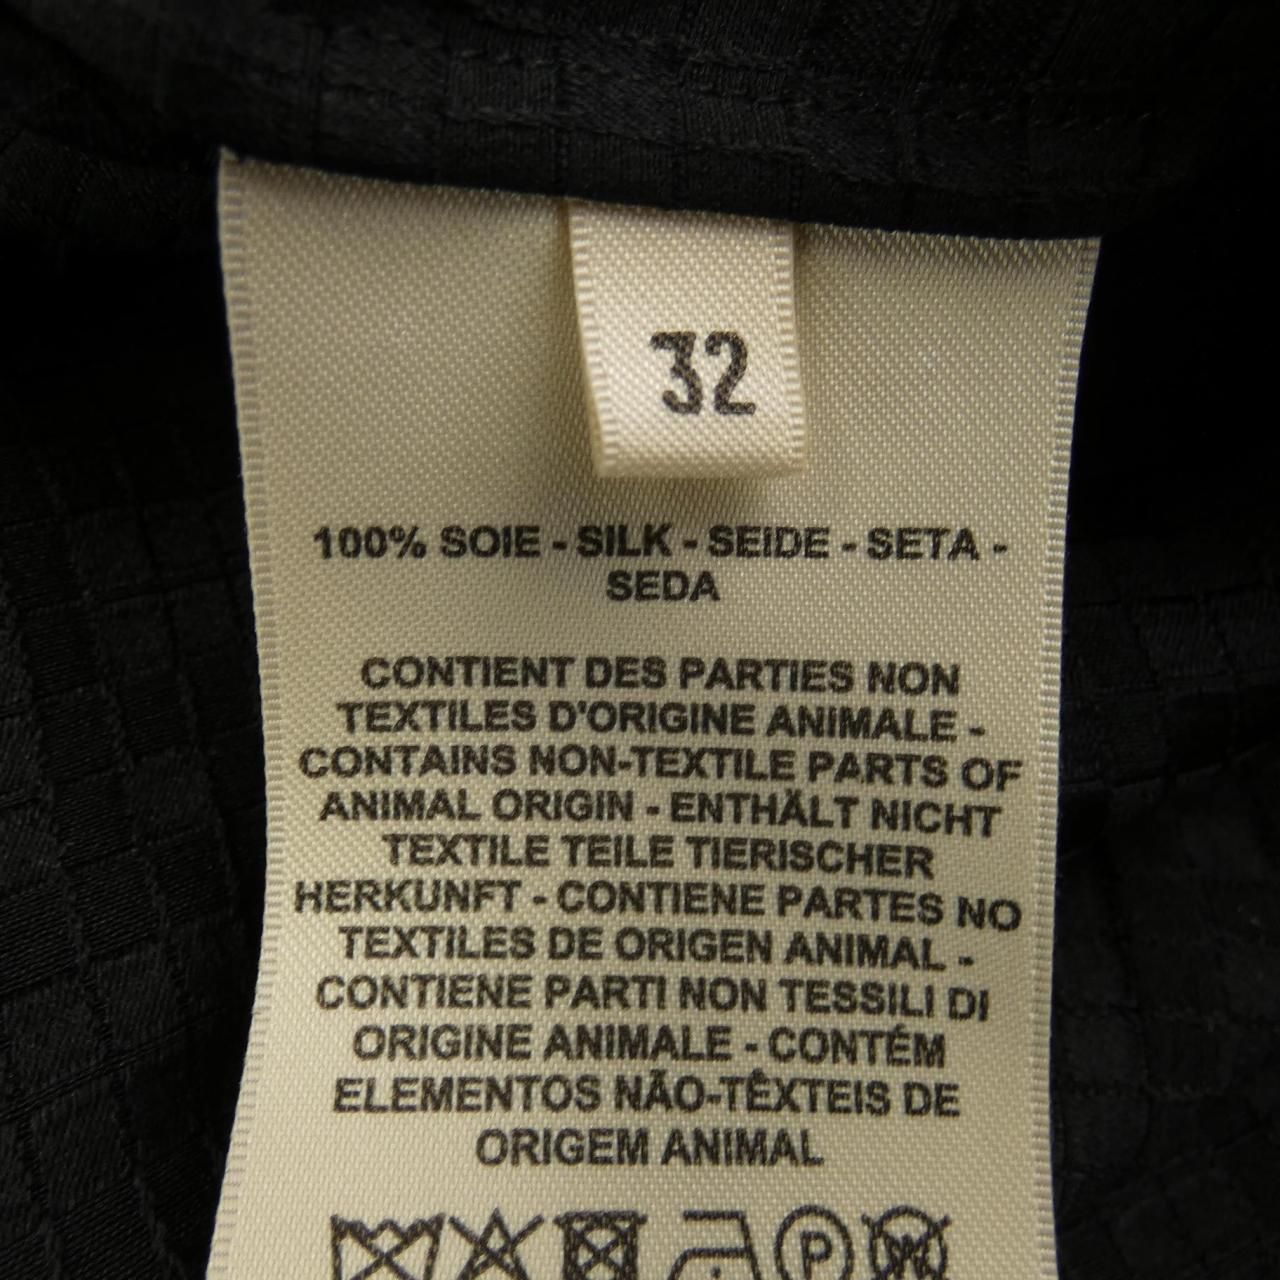 32
100% SOIE - SILK - SEIDE - SETA -
SEDA
CONTIENT DES PARTIES NON
TEXTILES D'ORIGINE ANIMALE -
CONTAINS NON-TEXTILE PARTS OF
ANIMAL ORIGIN - ENTHÄLT NICHT
TEXTILE TEILE TIERISCHER
HERKUNFT - CONTIENE PARTES NO
TEXTILES DE ORIGEN ANIMAL -
CONTIENE PARTI NON TESSILI DI
ORIGINE ANIMALE - CONTÉM
ELEMENTOS NÃO-TÊXTEIS DE
ORIGEM ANIMAL
P W